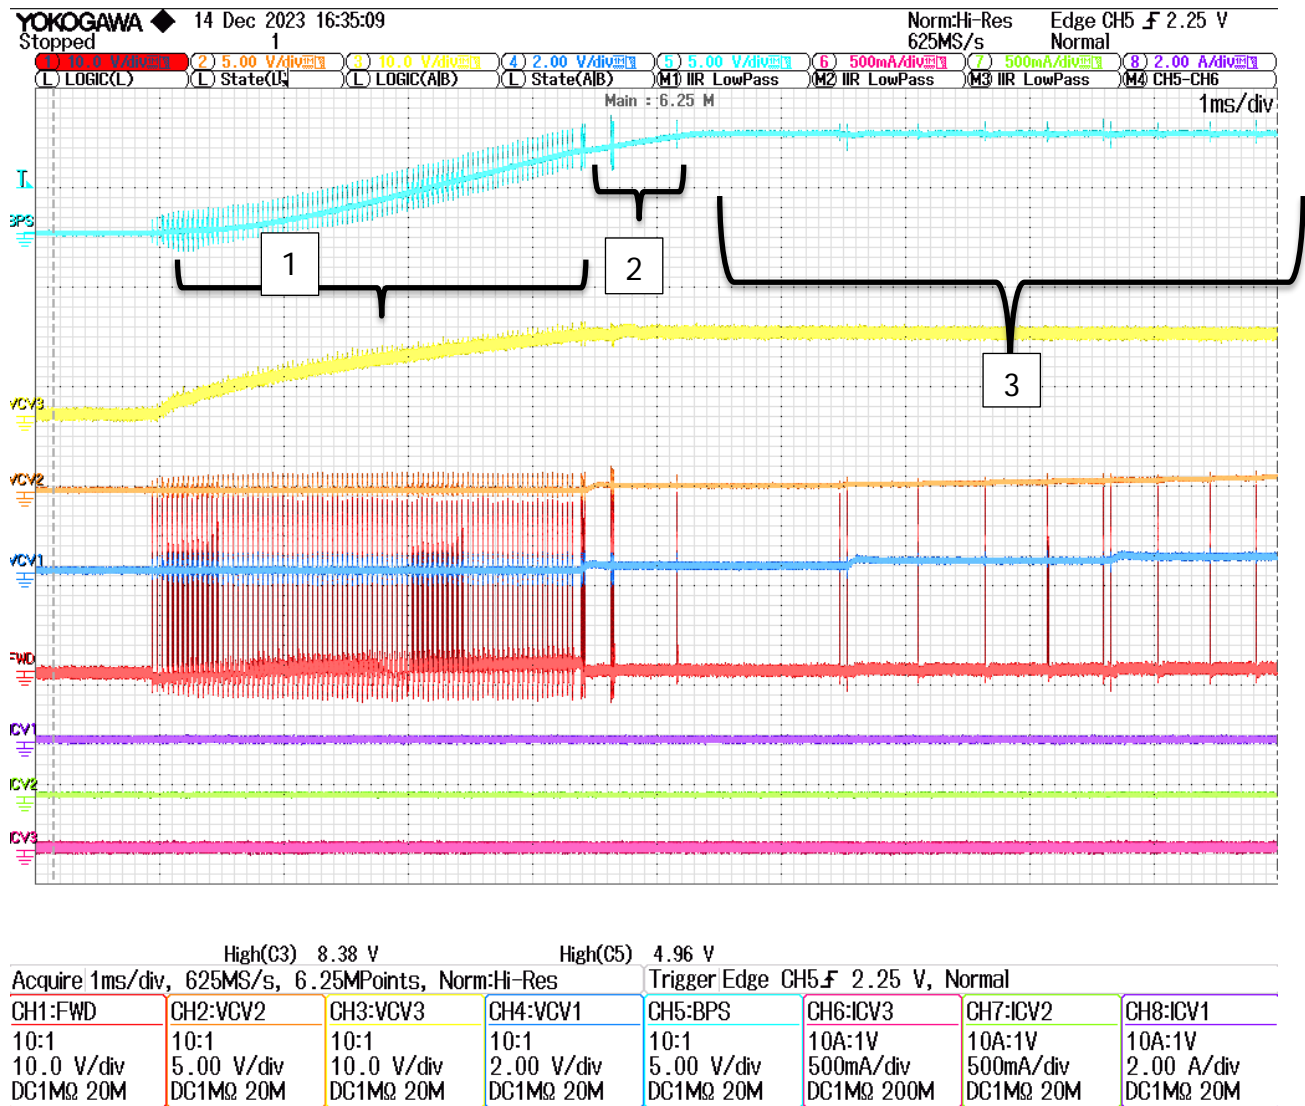 YOKOGAWA ◆ 14 Dec 2023 16:35:09 Norm:Hi-Res Edge CH5 ↑ 2.25 V
Stopped 1 625MS/s Normal
1 10.0 V/div 2 5.00 V/div 3 10.0 V/div 4 2.00 V/div 5 5.00 V/div 6 500mA/div 7 500mA/div 8 2.00 A/div
L LOGIC(L) L State(L) L LOGIC(A|B) L State(A|B) M1 IIR LowPass M2 IIR LowPass M3 IIR LowPass M4 CH5-CH6
Main : 6.25 M 1ms/div
T
BPS
1
2
3
VCV3
VCV2
VCV1
FWD
ICV1
ICV2
ICV3
High(C3) 8.38 V High(C5) 4.96 V
Acquire 1ms/div, 625MS/s, 6.25MPoints, Norm:Hi-Res Trigger Edge CH5 ↑ 2.25 V, Normal
CH1:FWD CH2:VCV2 CH3:VCV3 CH4:VCV1 CH5:BPS CH6:ICV3 CH7:ICV2 CH8:ICV1
10:1 10:1 10:1 10:1 10:1 10A:1V 10A:1V 10A:1V
10.0 V/div 5.00 V/div 10.0 V/div 2.00 V/div 5.00 V/div 500mA/div 500mA/div 2.00 A/div
DC1MΩ 20M DC1MΩ 20M DC1MΩ 20M DC1MΩ 20M DC1MΩ 20M DC1MΩ 200M DC1MΩ 20M DC1MΩ 20M